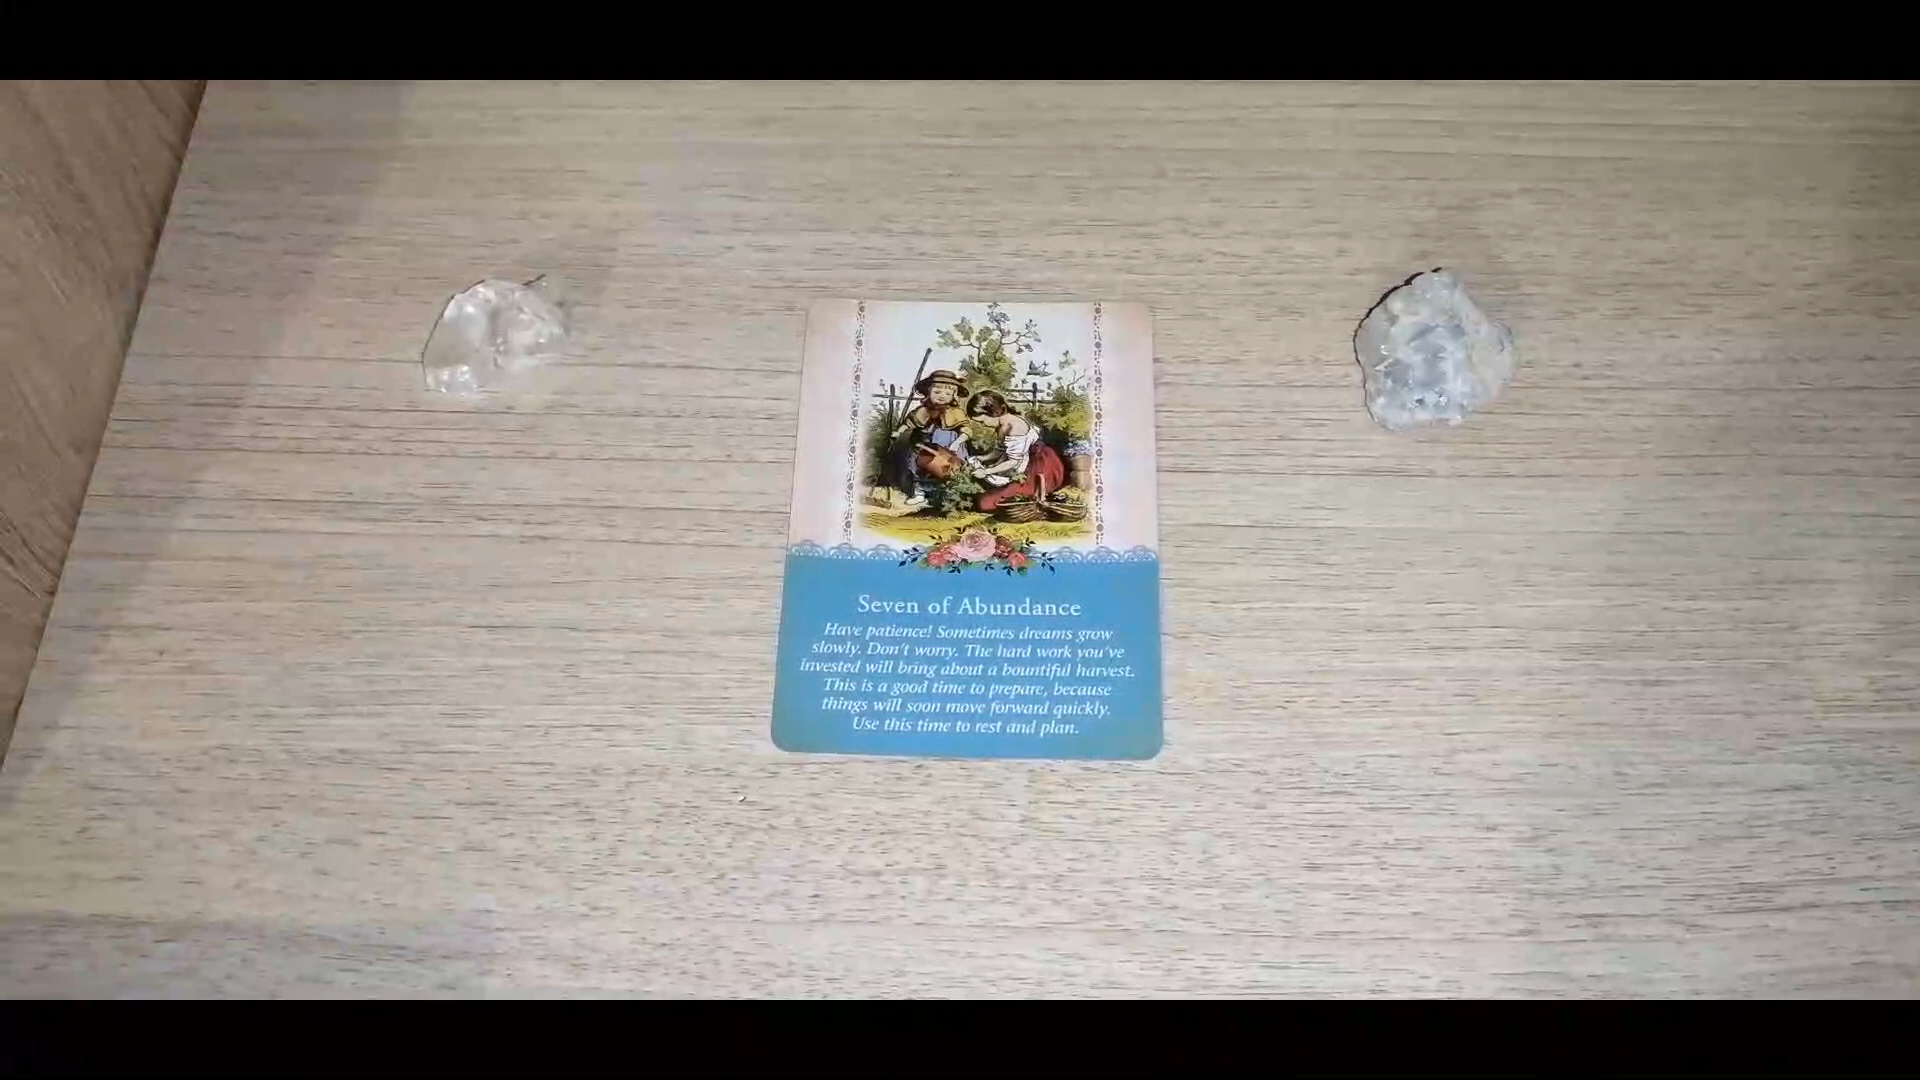 Seven of Abundance
Have patience! Sometimes dreams grow
slowly. Don't worry. The hard work you've
invested will bring about a bountiful harvest.
This is a good time to prepare, because
things will soon move forward quickly.
Use this time to rest and plan.